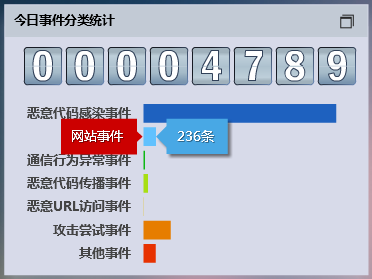 今日事件分类统计
00004789
恶意代码感染事件
网站事件 236条
通信行为异常事件
恶意代码传播事件
恶意URL访问事件
攻击尝试事件
其他事件